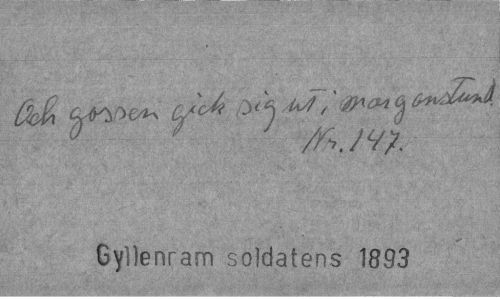 Och gossen gick sig ut i morgonstund
Nr. 147.
Gyllenram soldatens 1893